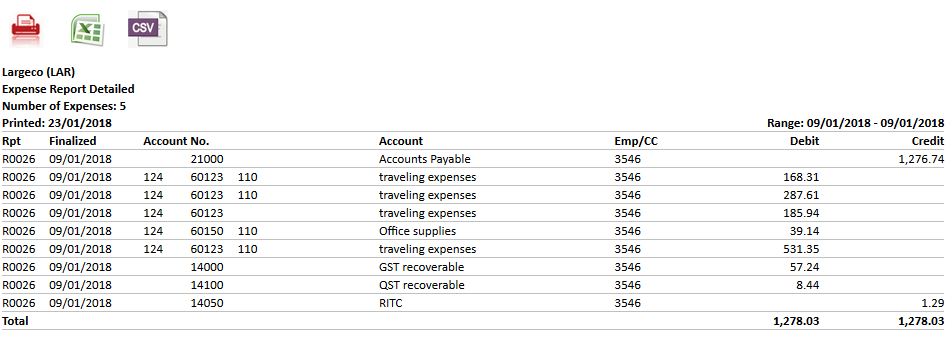 CSV
Largeco (LAR)
Expense Report Detailed
Number of Expenses: 5
Printed: 23/01/2018 Range: 09/01/2018 - 09/01/2018
Rpt Finalized Account No. Account Emp/CC Debit Credit
R0026 09/01/2018 21000 Accounts Payable 3546 1,276.74
R0026 09/01/2018 124 60123 110 traveling expenses 3546 168.31
R0026 09/01/2018 124 60123 110 traveling expenses 3546 287.61
R0026 09/01/2018 124 60123 traveling expenses 3546 185.94
R0026 09/01/2018 124 60150 110 Office supplies 3546 39.14
R0026 09/01/2018 124 60123 110 traveling expenses 3546 531.35
R0026 09/01/2018 14000 GST recoverable 3546 57.24
R0026 09/01/2018 14100 QST recoverable 3546 8.44
R0026 09/01/2018 14050 RITC 3546 1.29
Total 1,278.03 1,278.03